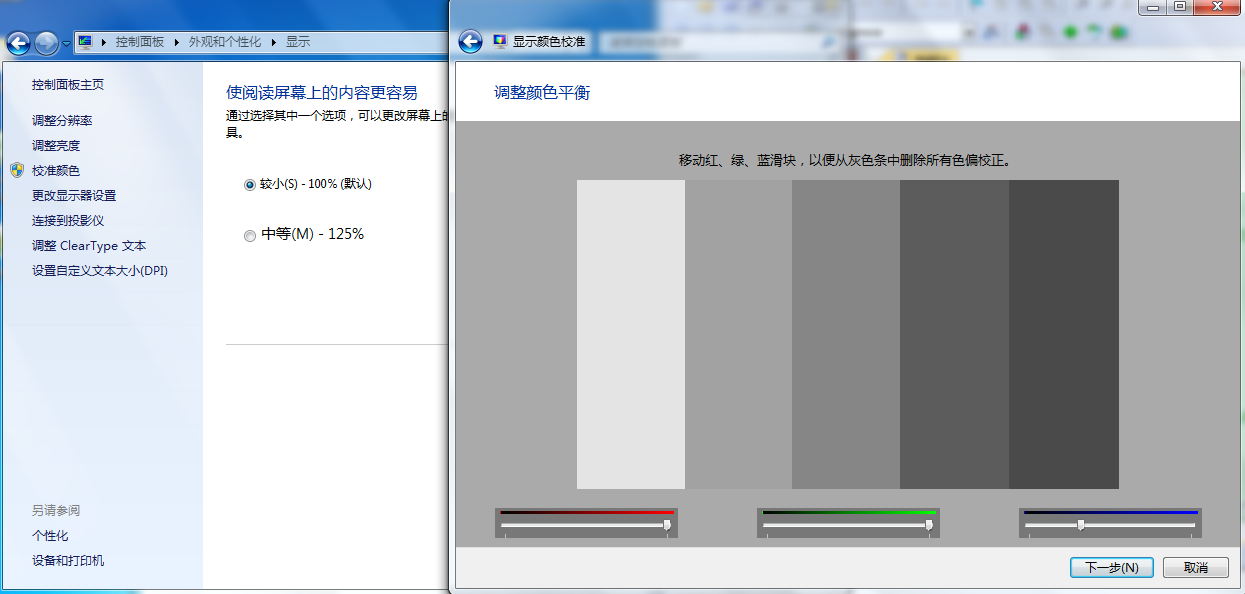 控制面板 外观和个性化 显示
控制面板主页
调整分辨率
调整亮度
校准颜色
更改显示器设置
连接到投影仪
调整 ClearType 文本
设置自定义文本大小(DPI)
另请参阅
个性化
设备和打印机
使阅读屏幕上的内容更容易
通过选择其中一个选项，可以更改屏幕上的
具。
较小(S) - 100% (默认)
中等(M) - 125%
显示颜色校准
调整颜色平衡
移动红、绿、蓝滑块，以便从灰色条中删除所有色偏校正。
下一步(N)
取消